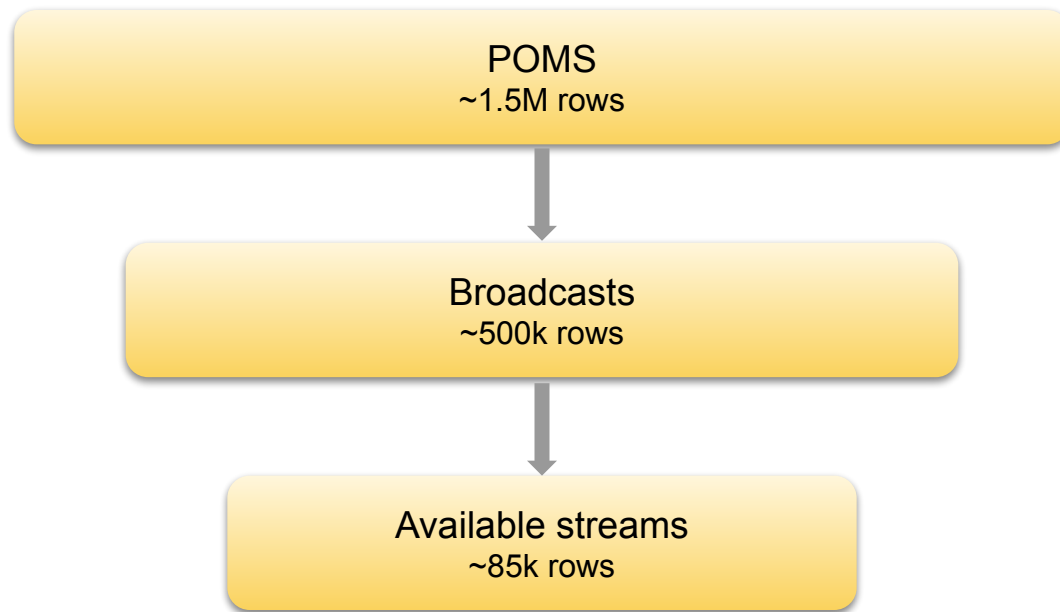 POMS
~1.5M rows
Broadcasts
~500k rows
Available streams
~85k rows